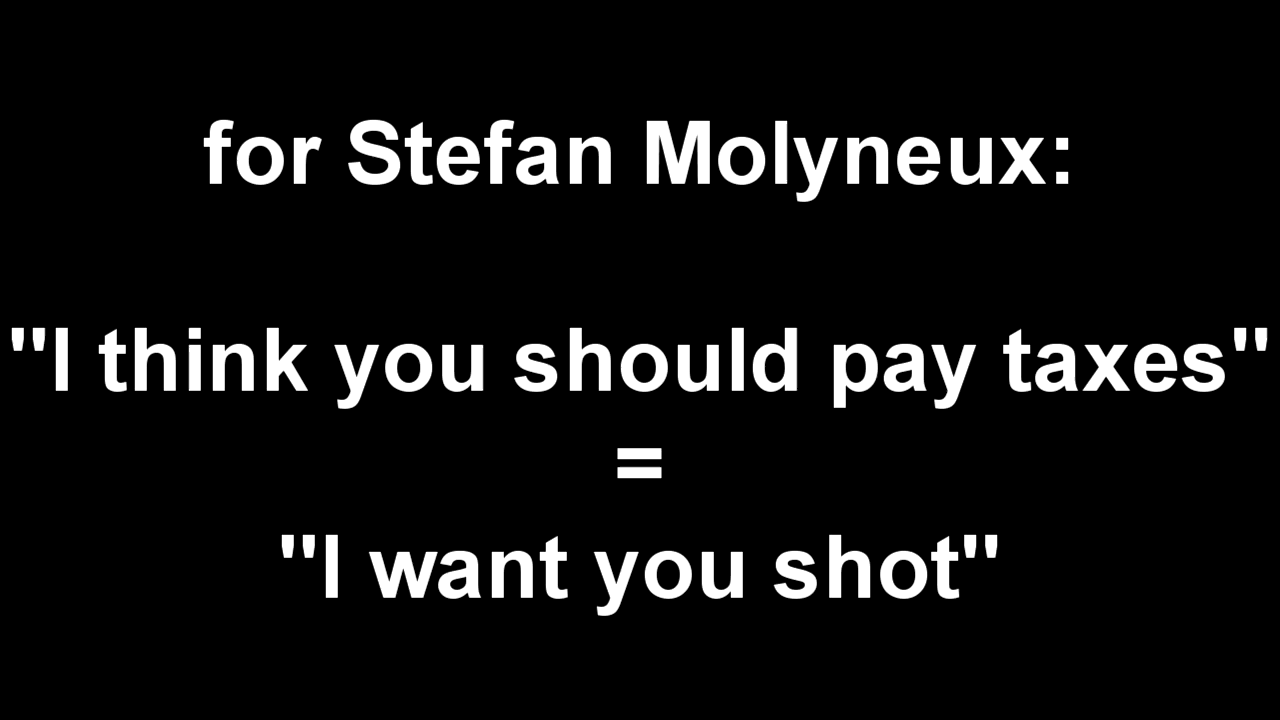 for Stefan Molyneux:
"I think you should pay taxes"
=
"I want you shot"